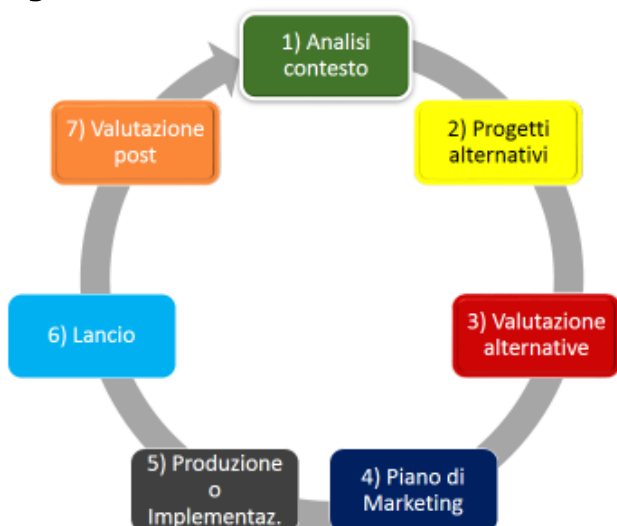 1) Analisi
contesto
2) Progetti
alternativi
3) Valutazione
alternative
4) Piano di
Marketing
5) Produzione
o
Implementaz.
6) Lancio
7) Valutazione
post